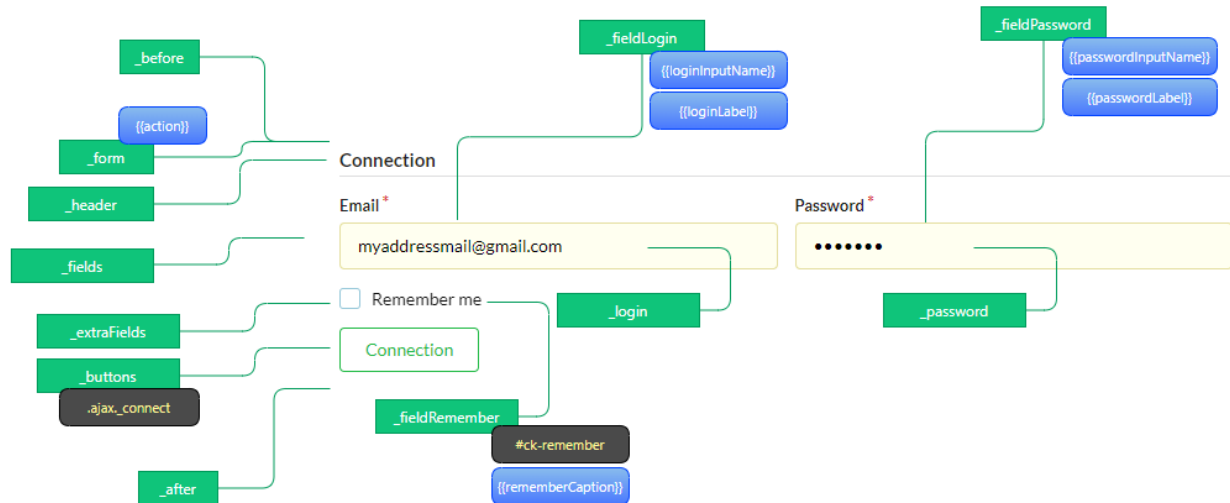 _fieldLogin
_fieldPassword
_before
{{loginInputName}}
{{passwordInputName}}
{{loginLabel}}
{{passwordLabel}}
{{action}}
_form
Connection
_header
Email *
Password *
myaddressmail@gmail.com
•••••••
_fields
Remember me
_login
_password
_extraFields
Connection
_buttons
.ajax._connect
_fieldRemember
#ck-remember
{{rememberCaption}}
_after